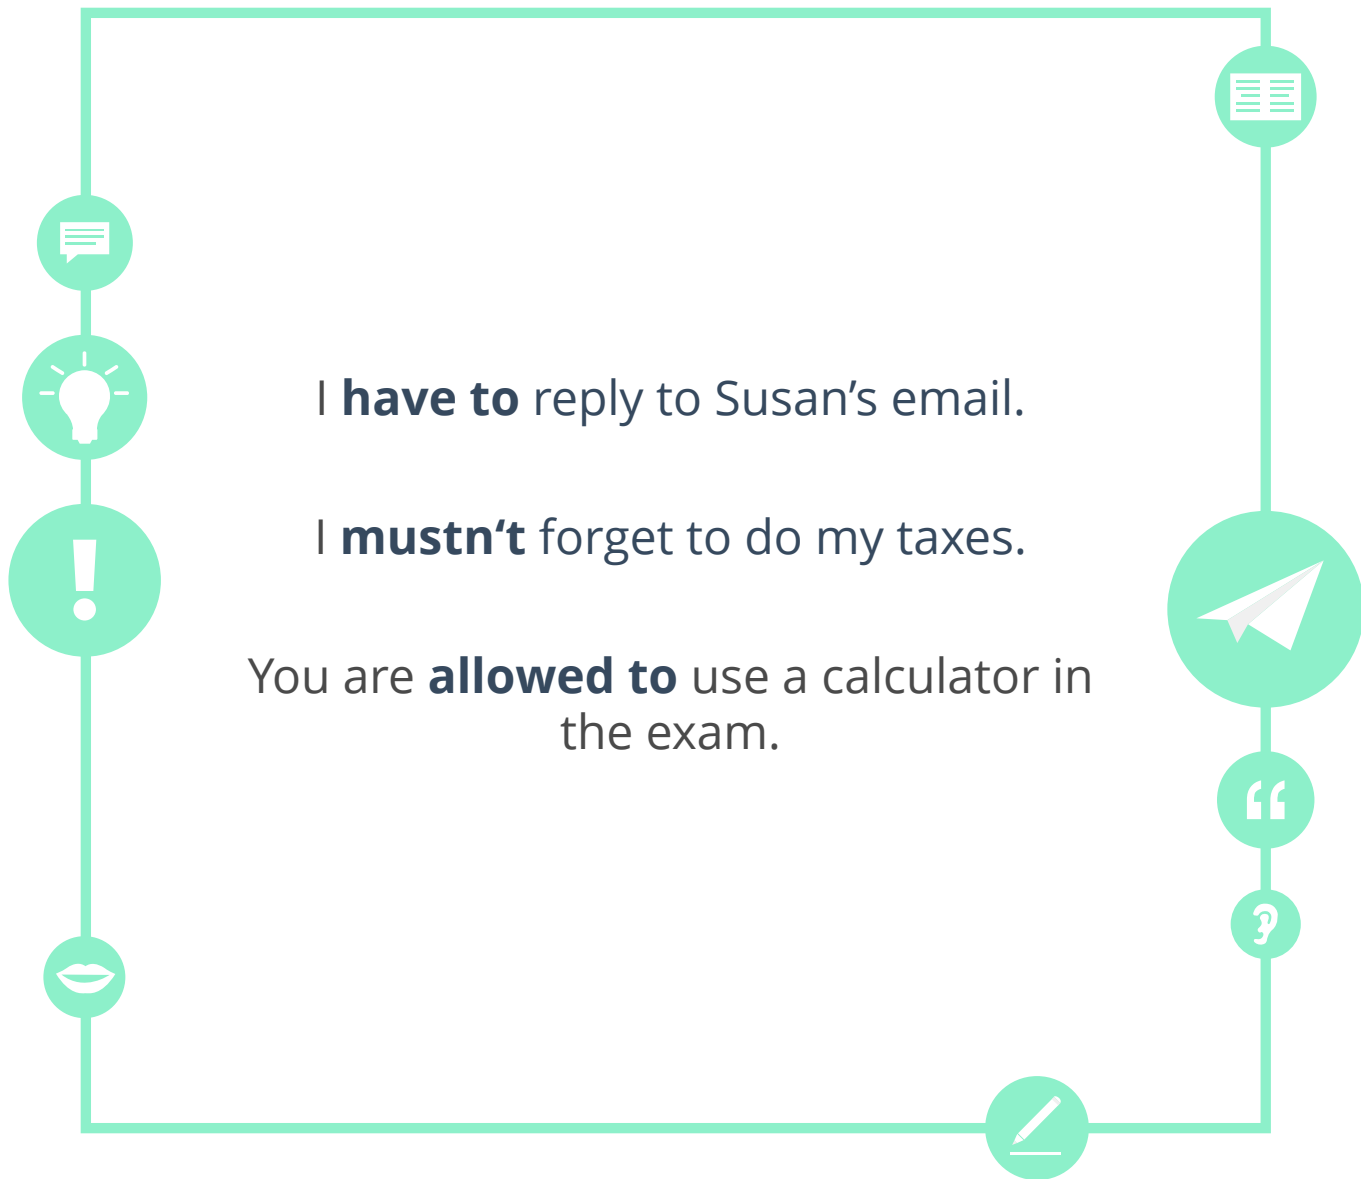 I have to reply to Susan’s email.
I mustn‘t forget to do my taxes.
You are allowed to use a calculator in
the exam.